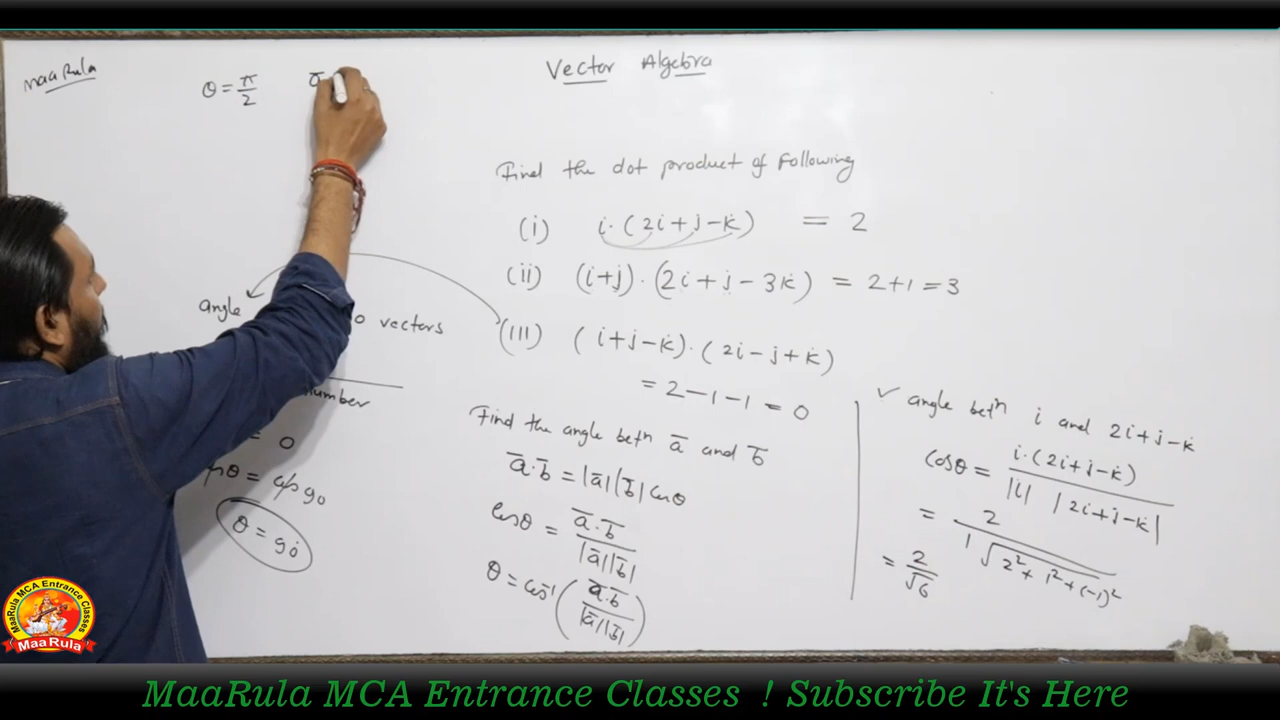 MaaRula
Vector Algebra
θ = π/2
Find the dot product of following
(i) i·(2i+j−k) = 2
(ii) (i+j)·(2i+j−3k) = 2+1=3
(iii) (i+j−k)·(2i−j+k)
= 2−1−1 = 0
angle
vectors
number
= 0
θ = 90
Find the angle betn a̅ and b̅
a̅·b̅ = |a̅||b̅| cosθ
cosθ = a̅·b̅ / |a̅||b̅|
θ = cos⁻¹ (a̅·b̅ / |a̅||b̅|)
✓ angle betn i and 2i+j−k
cosθ = i·(2i+j−k) / |i| |2i+j−k|
= 2 / 1 √2²+1²+(−1)²
= 2/√6
MaaRula MCA Entrance Classes
MaaRula
MaaRula MCA Entrance Classes ! Subscribe It's Here